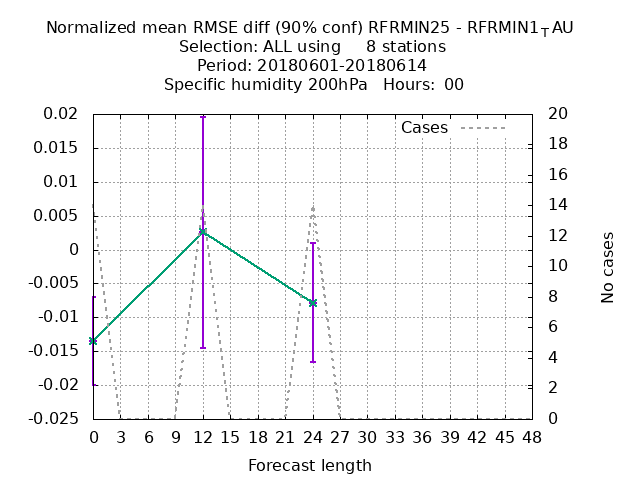 Normalized mean RMSE diff (90% conf) RFRMIN25 - RFRMIN1TAU
Selection: ALL using     8 stations
Period: 20180601-20180614
Specific humidity 200hPa   Hours:  00
Cases
0.02
0.015
0.01
0.005
0
-0.005
-0.01
-0.015
-0.02
-0.025
20
18
16
14
12
10
8
6
4
2
0
No cases
0 3 6 9 12 15 18 21 24 27 30 33 36 39 42 45 48
Forecast length